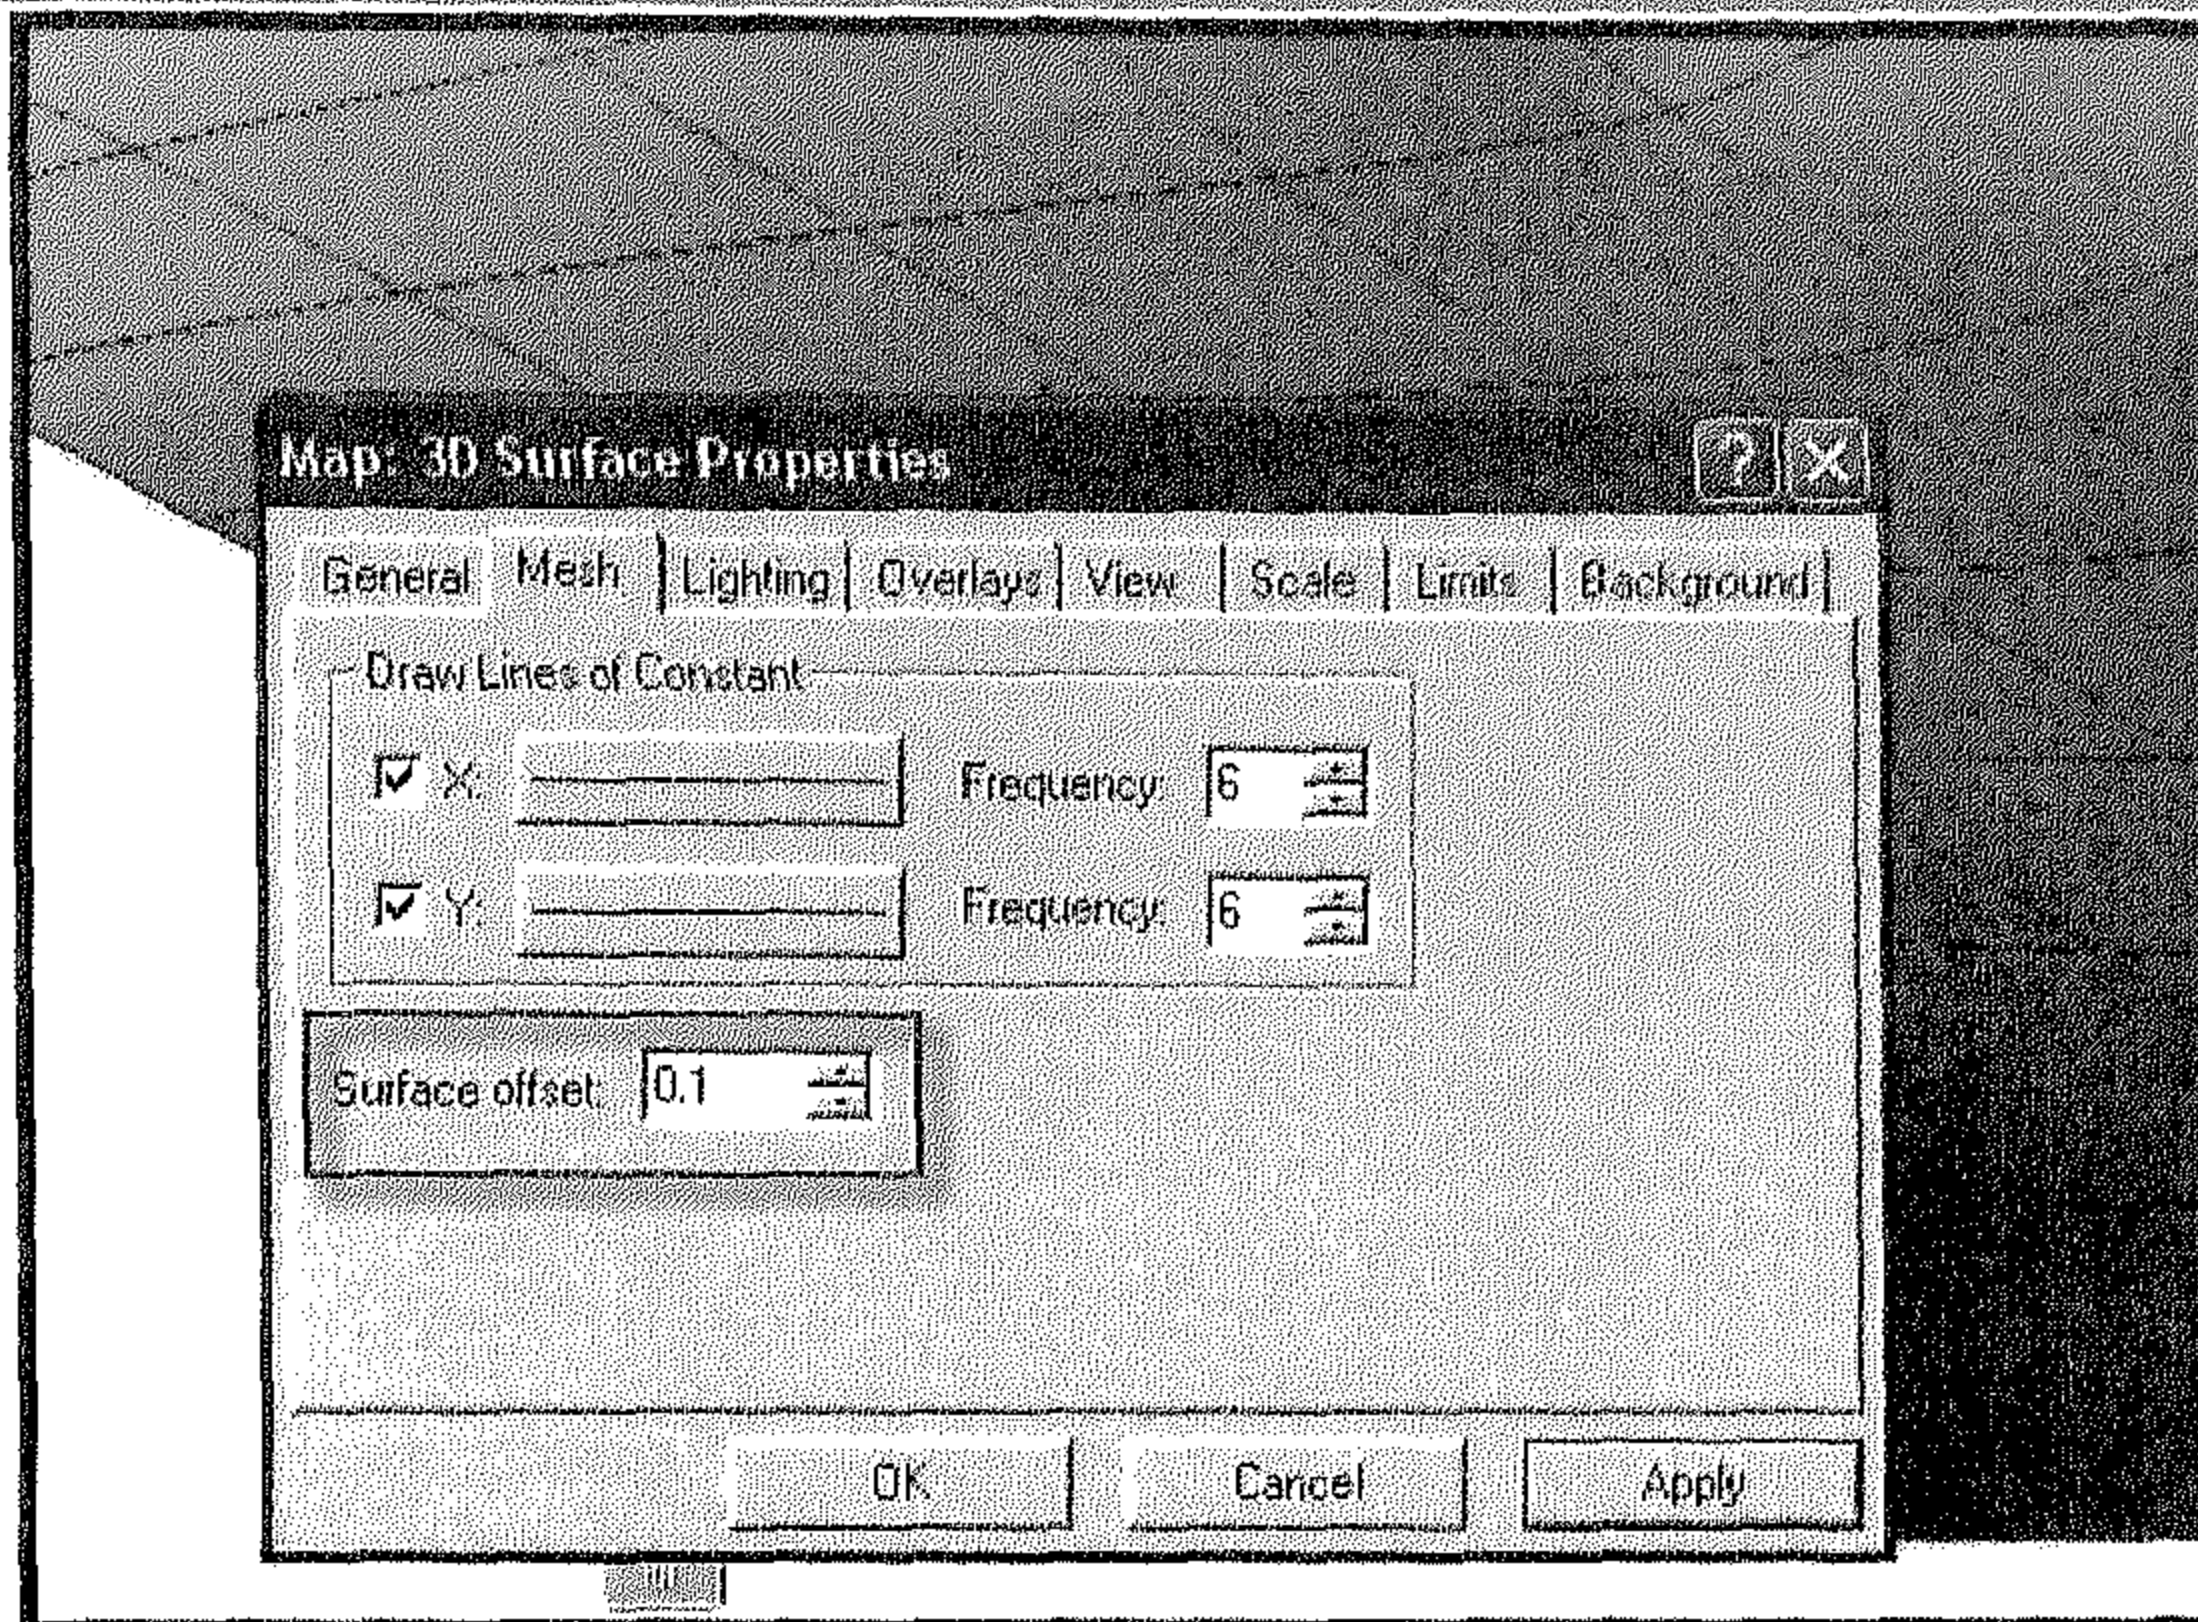 Map: 3D Surface Properties ? X
General Mesh Lighting Overlays View Scale Limits Background
Draw Lines of Constant
X: Frequency: 6
Y: Frequency: 6
Surface offset: 0.1
OK Cancel Apply